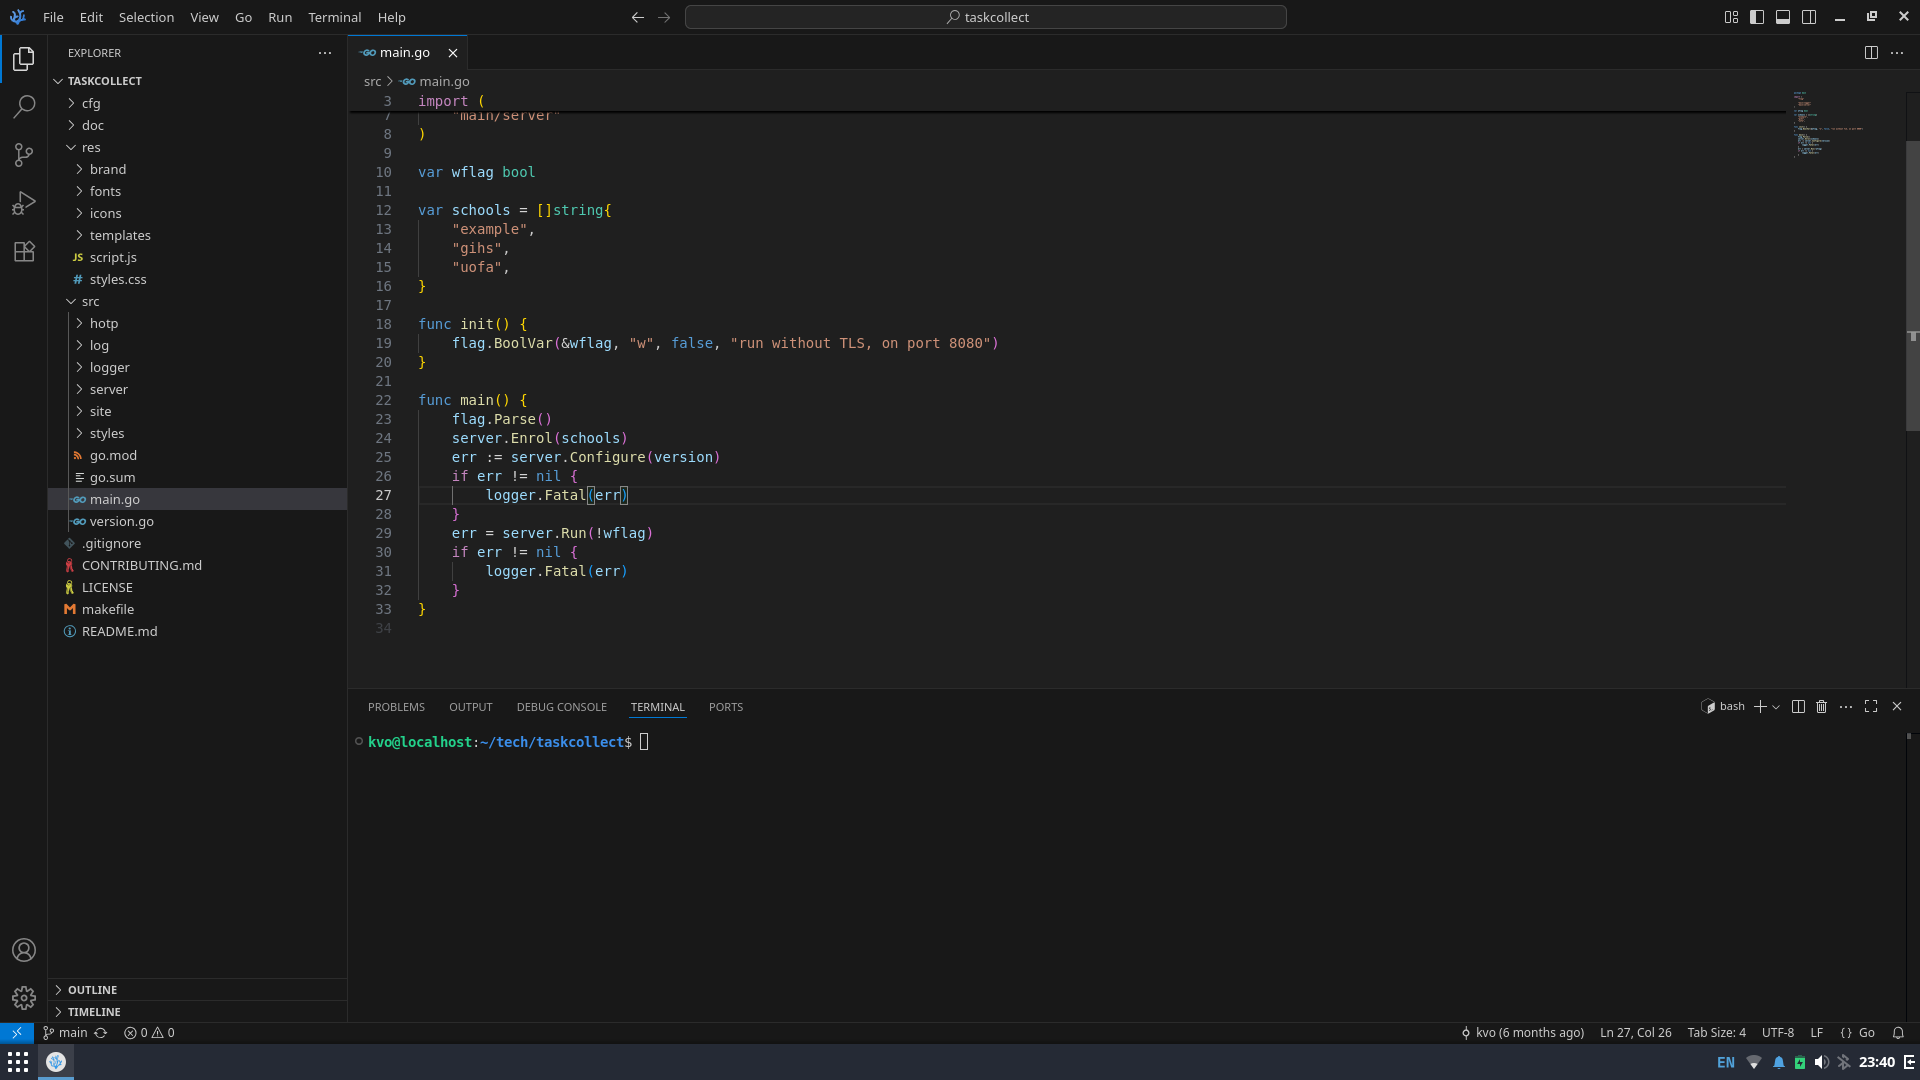 File Edit Selection View Go Run Terminal Help
taskcollect
EXPLORER
TASKCOLLECT
cfg
doc
res
brand
fonts
icons
templates
JS script.js
# styles.css
src
hotp
log
logger
server
site
styles
go.mod
go.sum
GO main.go
GO version.go
.gitignore
CONTRIBUTING.md
LICENSE
M makefile
README.md
OUTLINE
TIMELINE
GO main.go
src > GO main.go
3 import (
7 "main/server"
8 )
9
10 var wflag bool
11
12 var schools = []string{
13 "example",
14 "gihs",
15 "uofa",
16 }
17
18 func init() {
19 flag.BoolVar(&wflag, "w", false, "run without TLS, on port 8080")
20 }
21
22 func main() {
23 flag.Parse()
24 server.Enrol(schools)
25 err := server.Configure(version)
26 if err != nil {
27 logger.Fatal(err)
28 }
29 err = server.Run(!wflag)
30 if err != nil {
31 logger.Fatal(err)
32 }
33 }
34
PROBLEMS OUTPUT DEBUG CONSOLE TERMINAL PORTS
bash
kvo@localhost:~/tech/taskcollect$
main 0 0
kvo (6 months ago) Ln 27, Col 26 Tab Size: 4 UTF-8 LF {} Go
EN 23:40